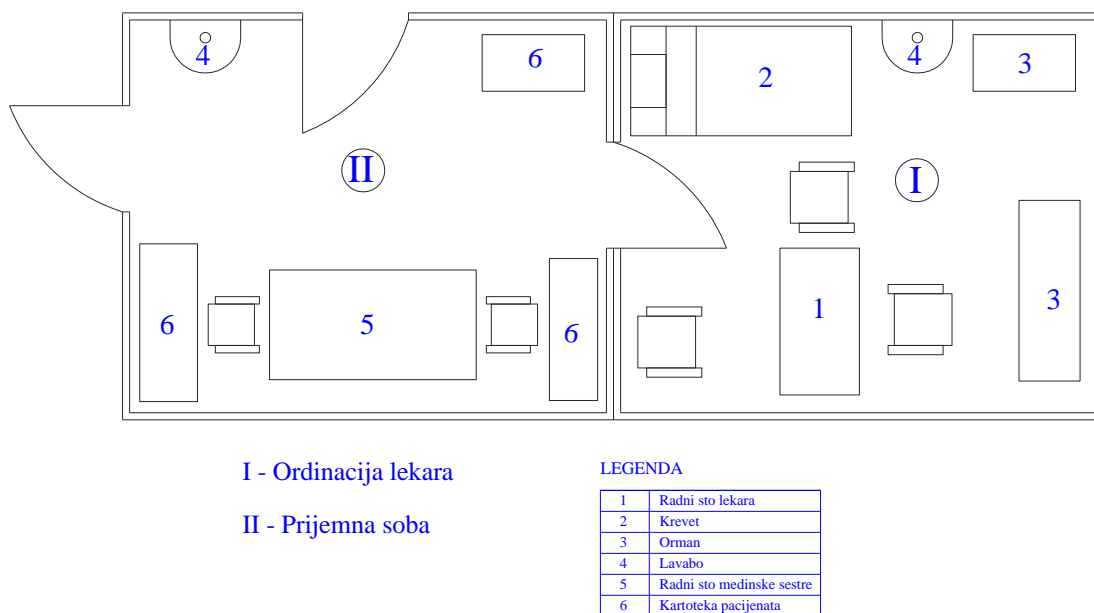 4
6
2
4
3
II
I
6
5
6
1
3
I - Ordinacija lekara
II - Prijemna soba
LEGENDA
1 Radni sto lekara
2 Krevet
3 Orman
4 Lavabo
5 Radni sto medinske sestre
6 Kartoteka pacijenata